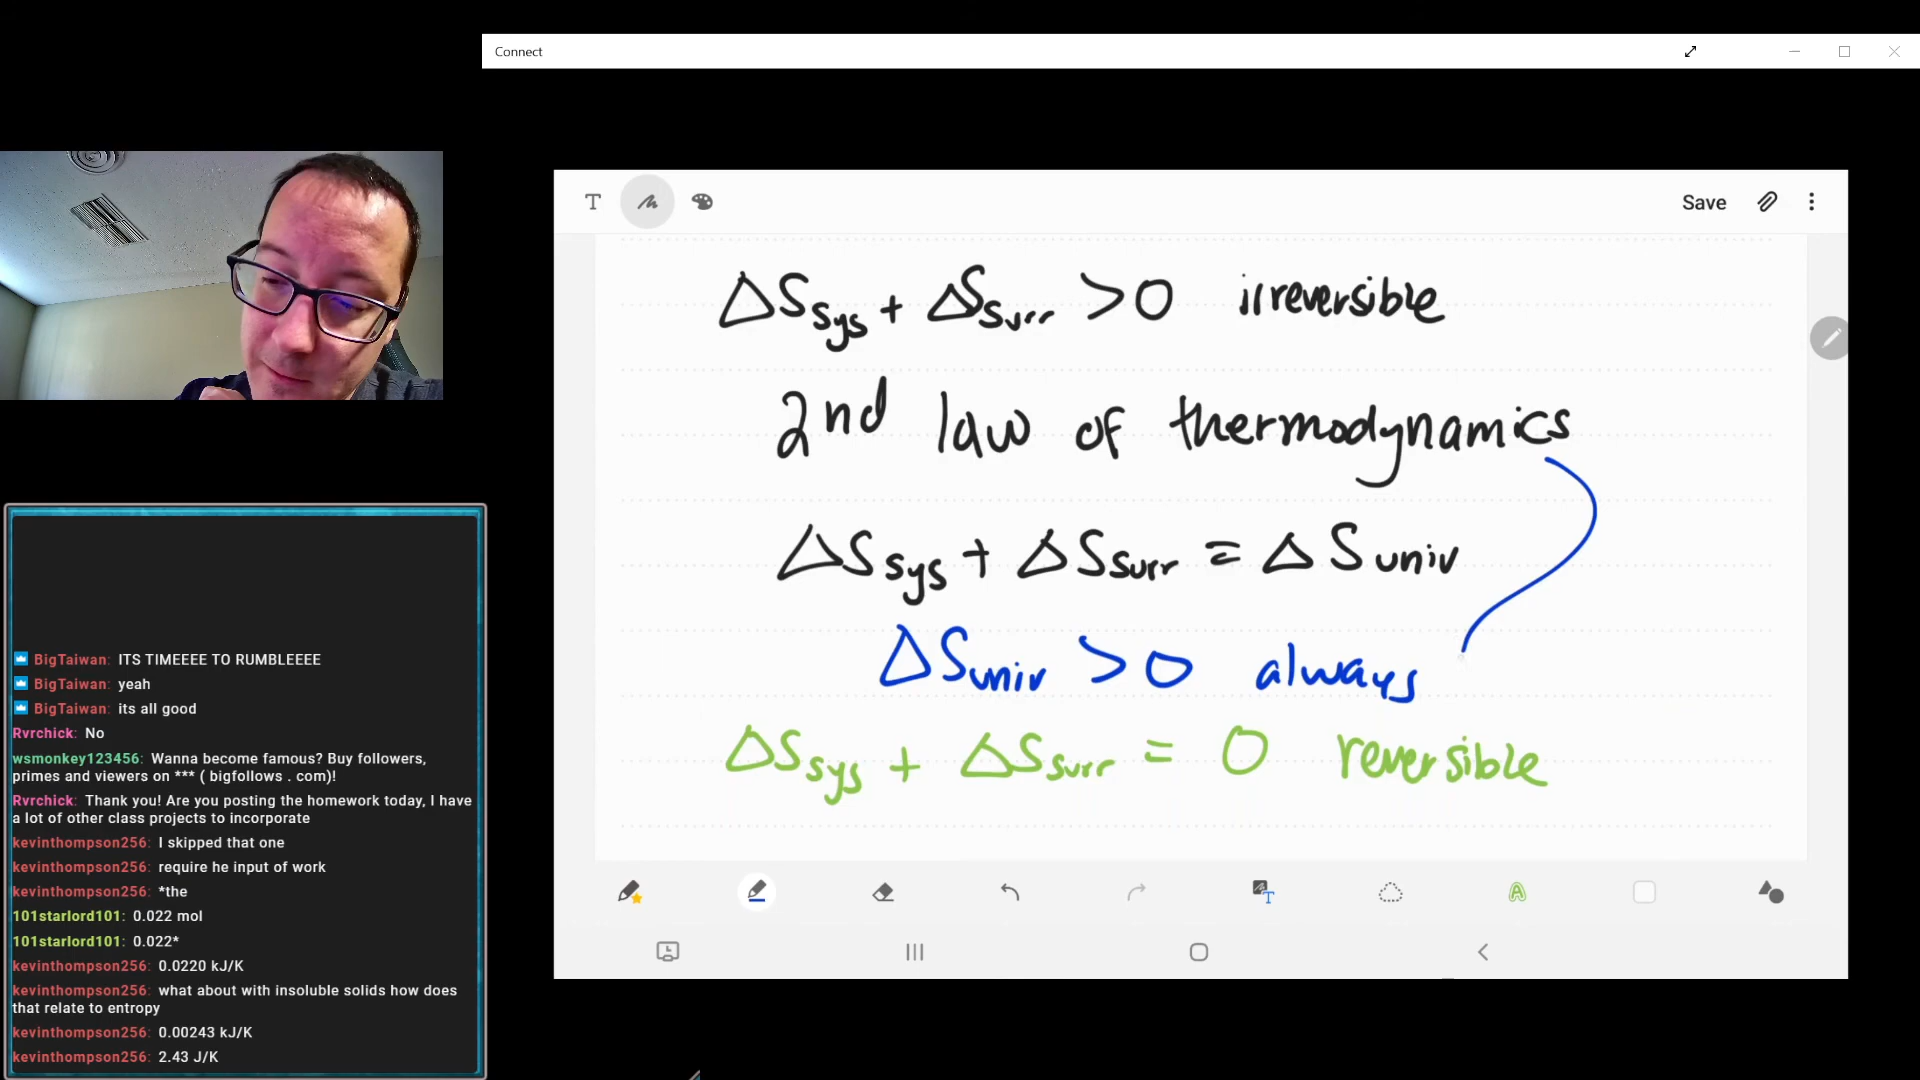 Connect
T
Save
ΔSsys + ΔSsurr >0 irreversible
2nd law of thermodynamics
ΔSsys + ΔSsurr = ΔSuniv
ΔSuniv >0 always
ΔSsys + ΔSsurr = 0 reversible
T
A
BigTaiwan: ITS TIMEEEE TO RUMBLEEEE
BigTaiwan: yeah
BigTaiwan: its all good
Rvrchick: No
wsmonkey123456: Wanna become famous? Buy followers,
primes and viewers on *** ( bigfollows . com)!
Rvrchick: Thank you! Are you posting the homework today, I have
a lot of other class projects to incorporate
kevinthompson256: I skipped that one
kevinthompson256: require he input of work
kevinthompson256: *the
101starlord101: 0.022 mol
101starlord101: 0.022*
kevinthompson256: 0.0220 kJ/K
kevinthompson256: what about with insoluble solids how does
that relate to entropy
kevinthompson256: 0.00243 kJ/K
kevinthompson256: 2.43 J/K